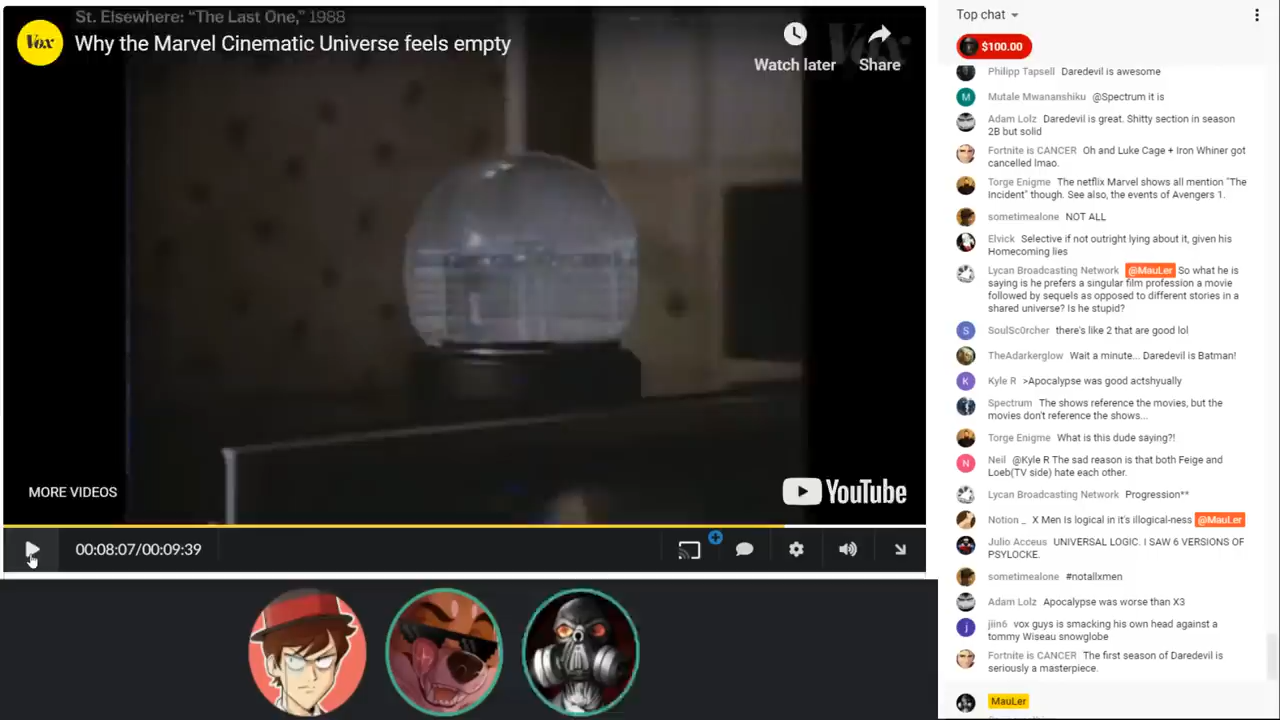 St. Elsewhere: “The Last One,” 1988
Vox
Why the Marvel Cinematic Universe feels empty
Watch later
Share
MORE VIDEOS
YouTube
00:08:07/00:09:39
Top chat
$100.00
Philipp Tapsell Daredevil is awesome
M
Mutale Mwananshiku @Spectrum it is
Adam Lolz Daredevil is great. Shitty section in season
2B but solid
Fortnite is CANCER Oh and Luke Cage + Iron Whiner got
cancelled lmao.
Torge Enigme The netflix Marvel shows all mention "The
Incident" though. See also, the events of Avengers 1.
sometimealone NOT ALL
Elvick Selective if not outright lying about it, given his
Homecoming lies
Lycan Broadcasting Network @MauLer So what he is
saying is he prefers a singular film profession a movie
followed by sequels as opposed to different stories in a
shared universe? Is he stupid?
S
SoulSc0rcher there's like 2 that are good lol
TheAdarkerglow Wait a minute... Daredevil is Batman!
K
Kyle R >Apocalypse was good actshyually
Spectrum The shows reference the movies, but the
movies don't reference the shows...
Torge Enigme What is this dude saying?!
N
Neil @Kyle R The sad reason is that both Feige and
Loeb(TV side) hate each other.
Lycan Broadcasting Network Progression**
Notion _ X Men Is logical in it's illogical-ness @MauLer
Julio Acceus UNIVERSAL LOGIC. I SAW 6 VERSIONS OF
PSYLOCKE.
sometimealone #notallxmen
Adam Lolz Apocalypse was worse than X3
j
jiin6 vox guys is smacking his own head against a
tommy Wiseau snowglobe
Fortnite is CANCER The first season of Daredevil is
seriously a masterpiece.
MauLer